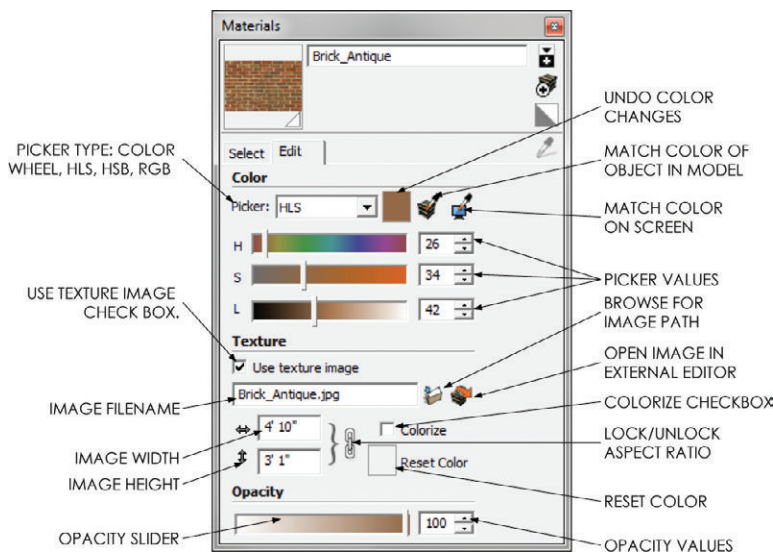 Materials
Brick_Antique
UNDO COLOR
CHANGES
PICKER TYPE: COLOR
WHEEL, HLS, HSB, RGB
Select Edit
MATCH COLOR OF
OBJECT IN MODEL
Color
Picker: HLS
MATCH COLOR
ON SCREEN
H 26
S 34
L 42
PICKER VALUES
USE TEXTURE IMAGE
CHECK BOX.
BROWSE FOR
IMAGE PATH
Texture
Use texture image
OPEN IMAGE IN
EXTERNAL EDITOR
Brick_Antique.jpg
IMAGE FILENAME
COLORIZE CHECKBOX
4' 10"
Colorize
IMAGE WIDTH
LOCK/UNLOCK
ASPECT RATIO
3' 1"
Reset Color
IMAGE HEIGHT
Opacity
RESET COLOR
100
OPACITY SLIDER
OPACITY VALUES